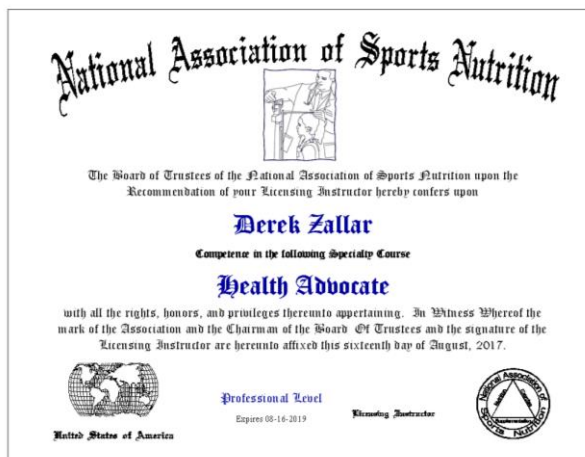 National Association of Sports Nutrition
The Board of Trustees of the National Association of Sports Nutrition upon the
Recommendation of your Licensing Instructor hereby confers upon
Derek Zallar
Competence in the following Specialty Course
Health Advocate
with all the rights, honors, and privileges thereunto appertaining. In Witness Whereof the
mark of the Association and the Chairman of the Board Of Trustees and the signature of the
Licensing Instructor are hereunto affixed this sixteenth day of August, 2017.
Professional Level
Expires 08-16-2019
Licensing Instructor
United States of America
National Association of
Sports Nutrition